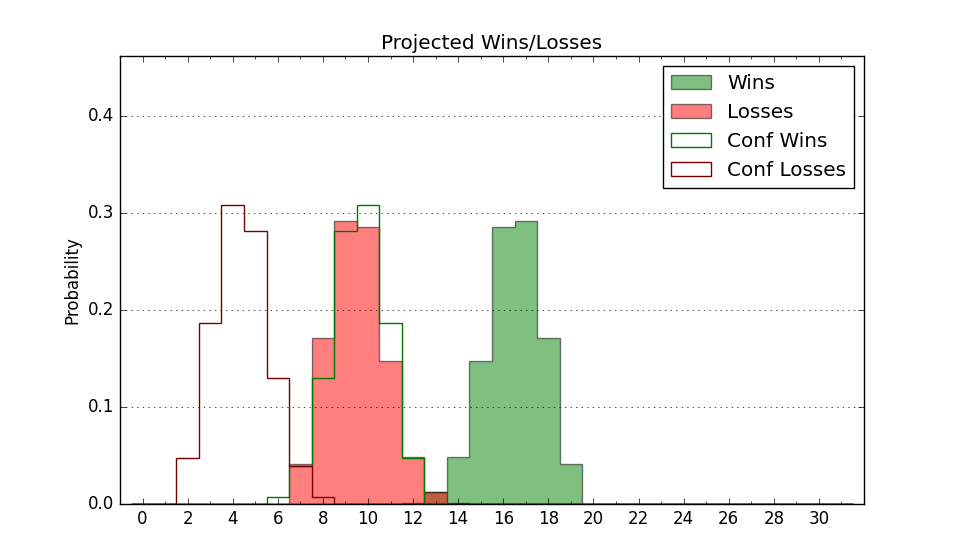 Projected Wins/Losses
Wins
Losses
Conf Wins
Conf Losses
Probability
0.4
0.3
0.2
0.1
0.0
0 2 4 6 8 10 12 14 16 18 20 22 24 26 28 30